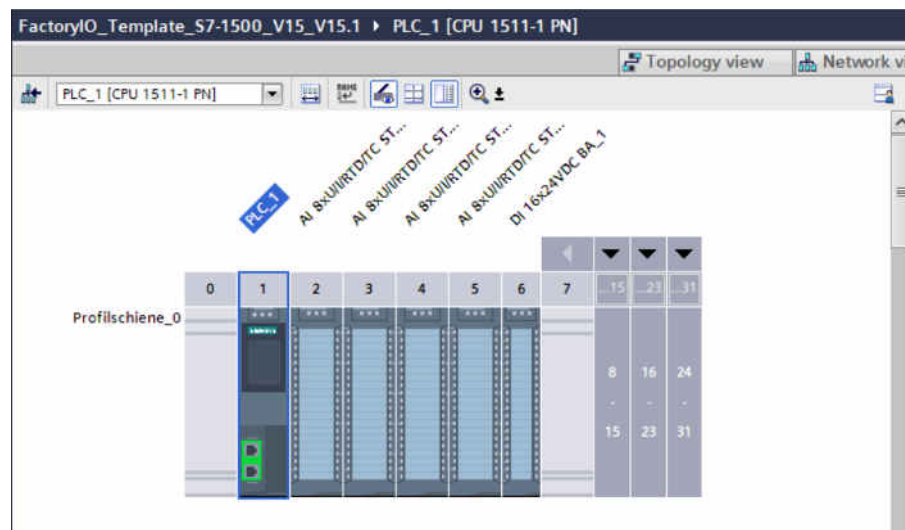 FactoryIO_Template_S7-1500_V15_V15.1 ▸ PLC_1 [CPU 1511-1 PN]
Topology view Network vi
PLC_1 [CPU 1511-1 PN]
PLC_1
AI 8xU/I/RTD/TC ST...
AI 8xU/I/RTD/TC ST...
AI 8xU/I/RTD/TC ST...
AI 8xU/I/RTD/TC ST...
DI 16x24VDC BA_1
0 1 2 3 4 5 6 7 ...15 ...23 ...31
Profilschiene_0
SIEMENS
8 16 24
- - -
15 23 31